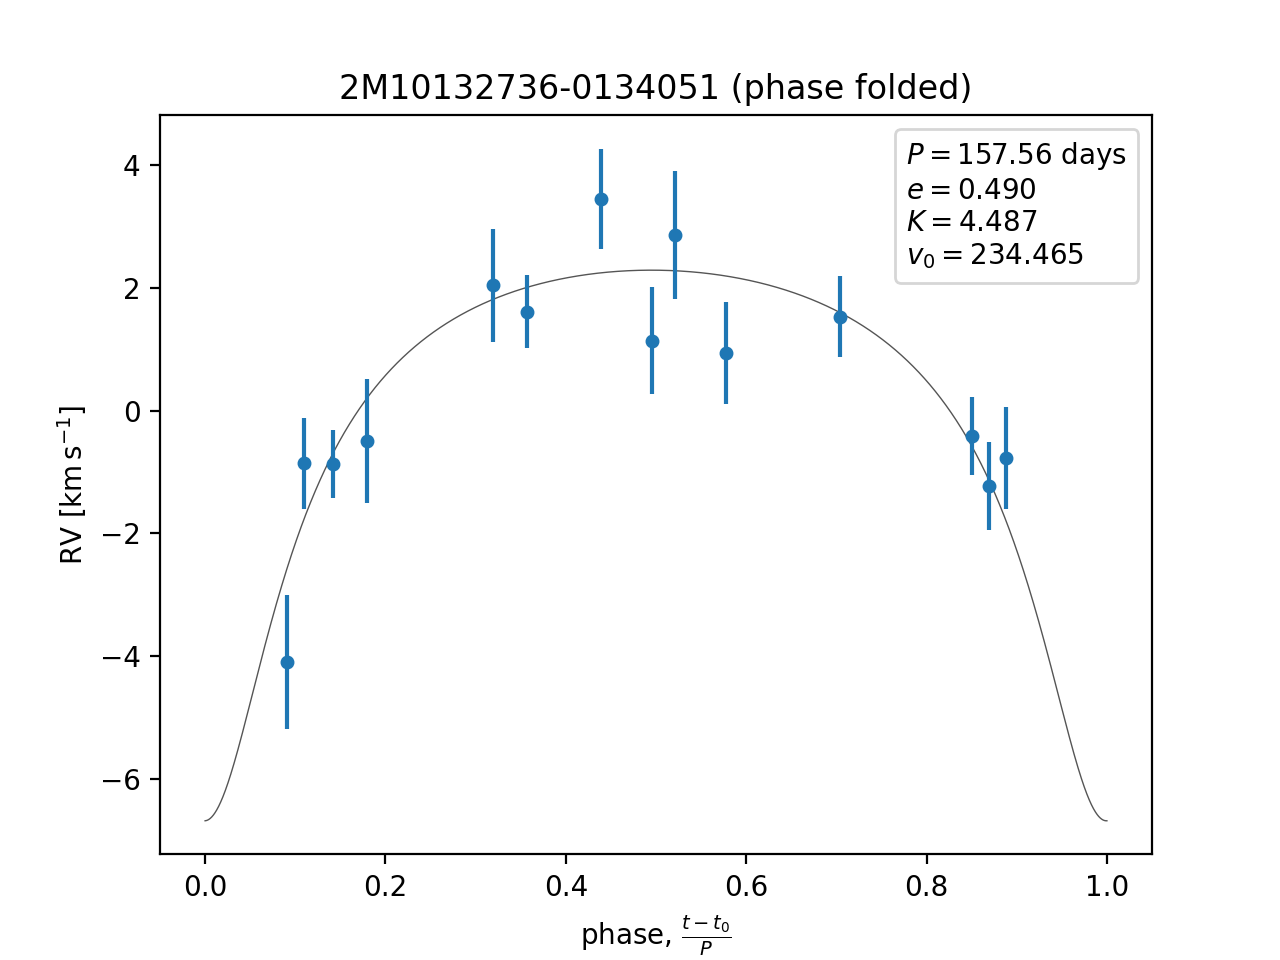 2M10132736-0134051 (phase folded)
P = 157.56 days
e = 0.490
K = 4.487
v₀ = 234.465
RV [km s⁻¹]
4
2
0
−2
−4
−6
0.0 0.2 0.4 0.6 0.8 1.0
phase, (t − t₀)/P